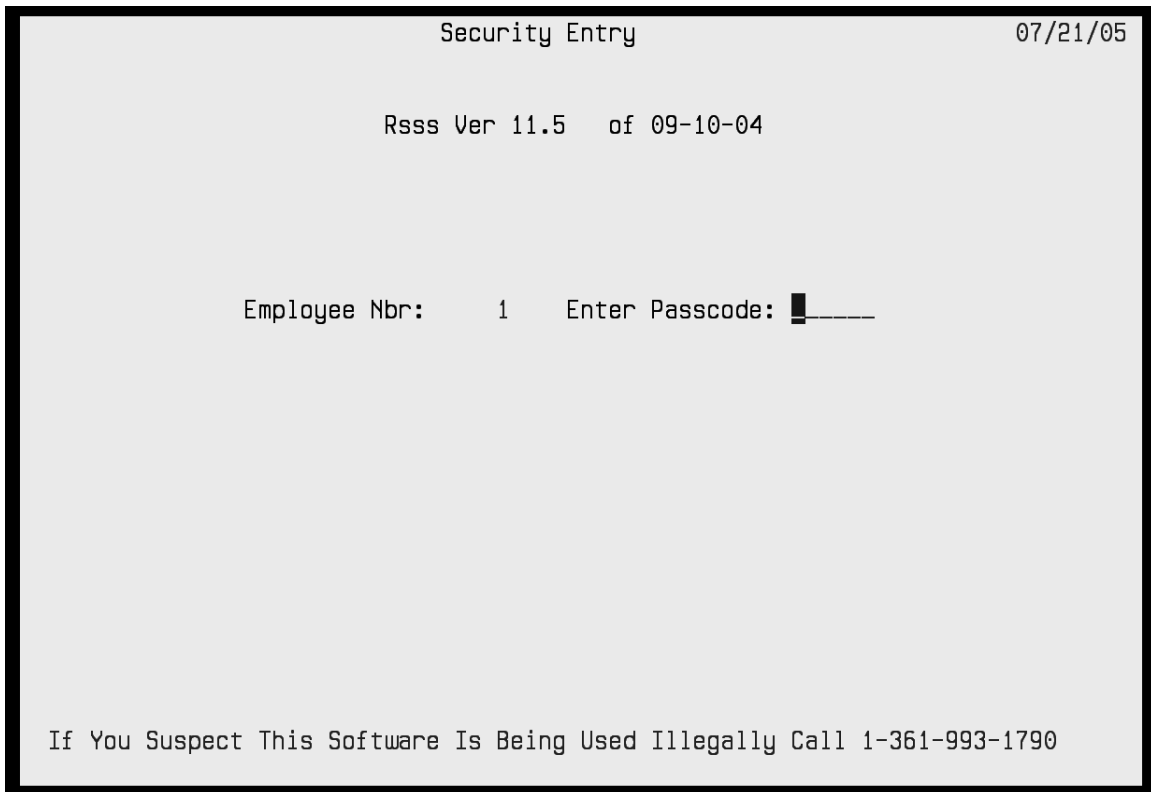 Security Entry 07/21/05
Rsss Ver 11.5 of 09-10-04
Employee Nbr: 1 Enter Passcode: ______
If You Suspect This Software Is Being Used Illegally Call 1-361-993-1790